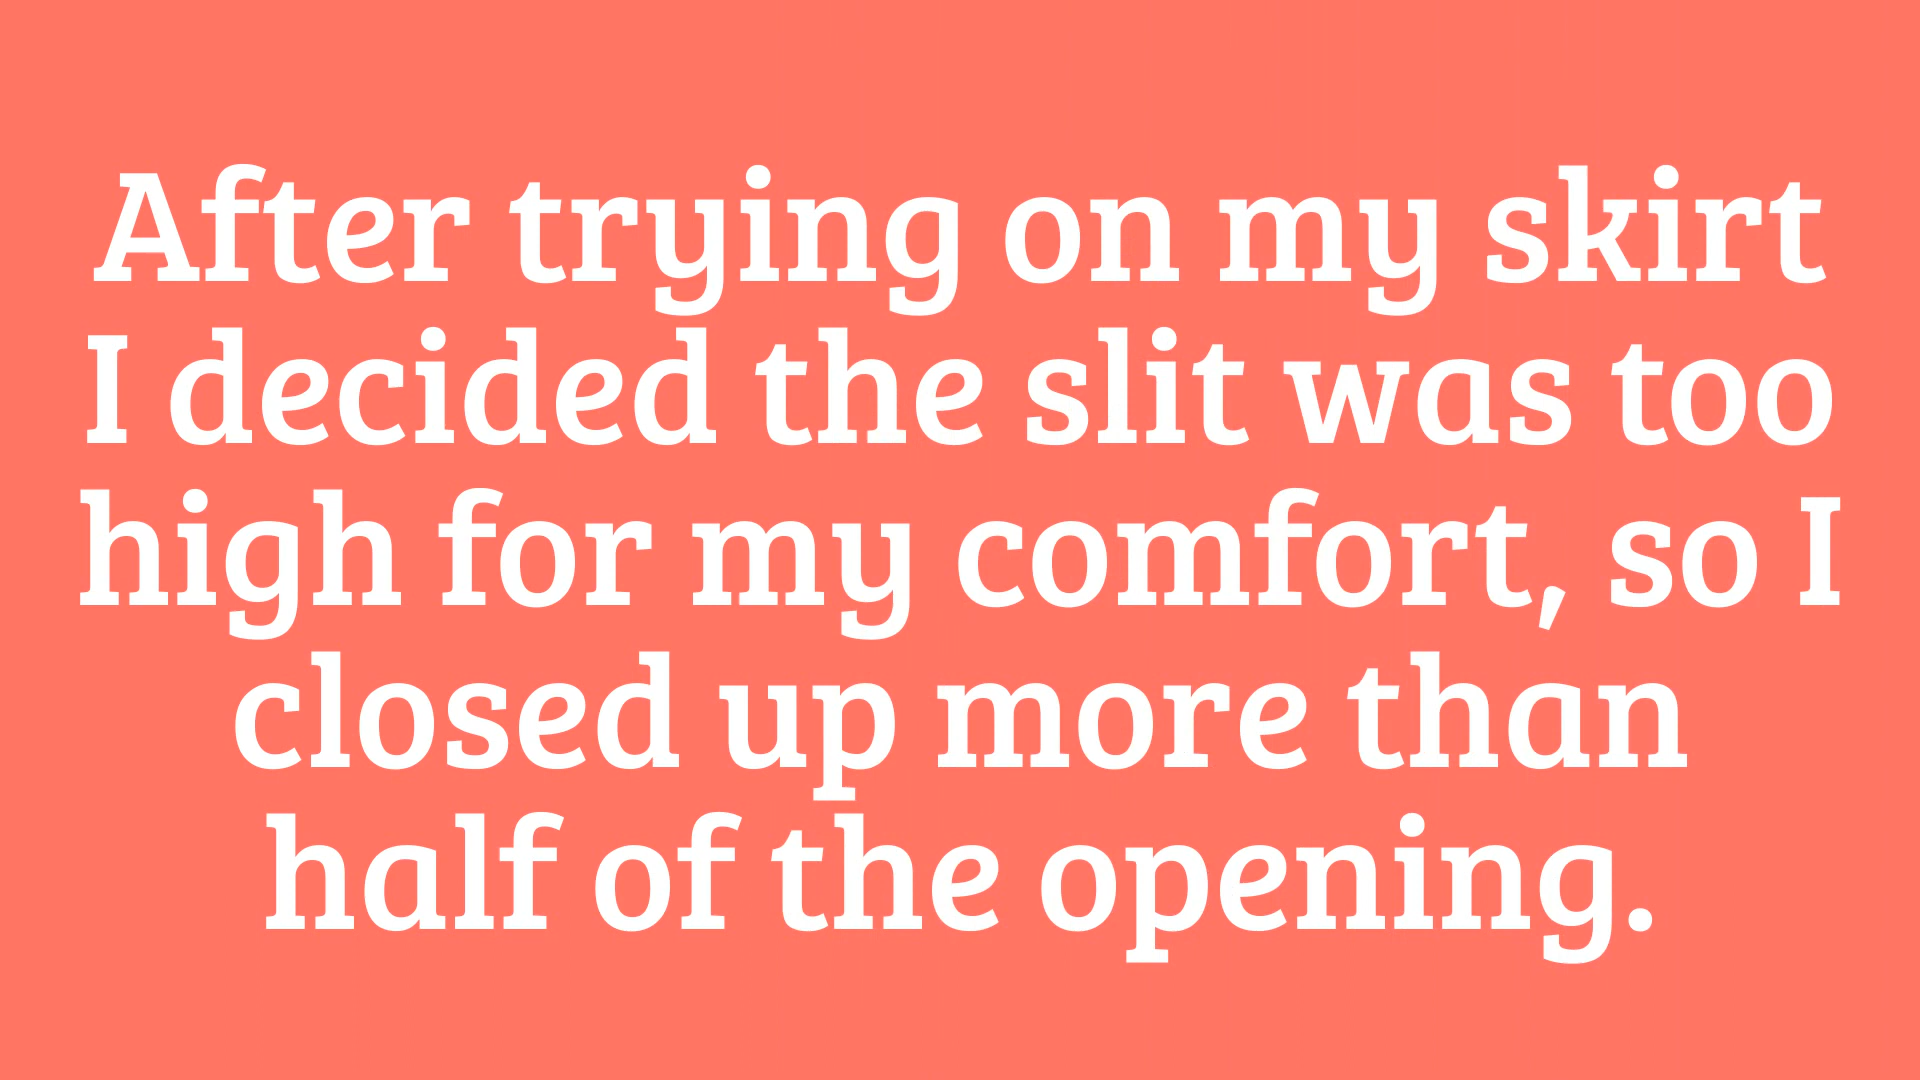 After trying on my skirt
I decided the slit was too
high for my comfort, so I
closed up more than
half of the opening.